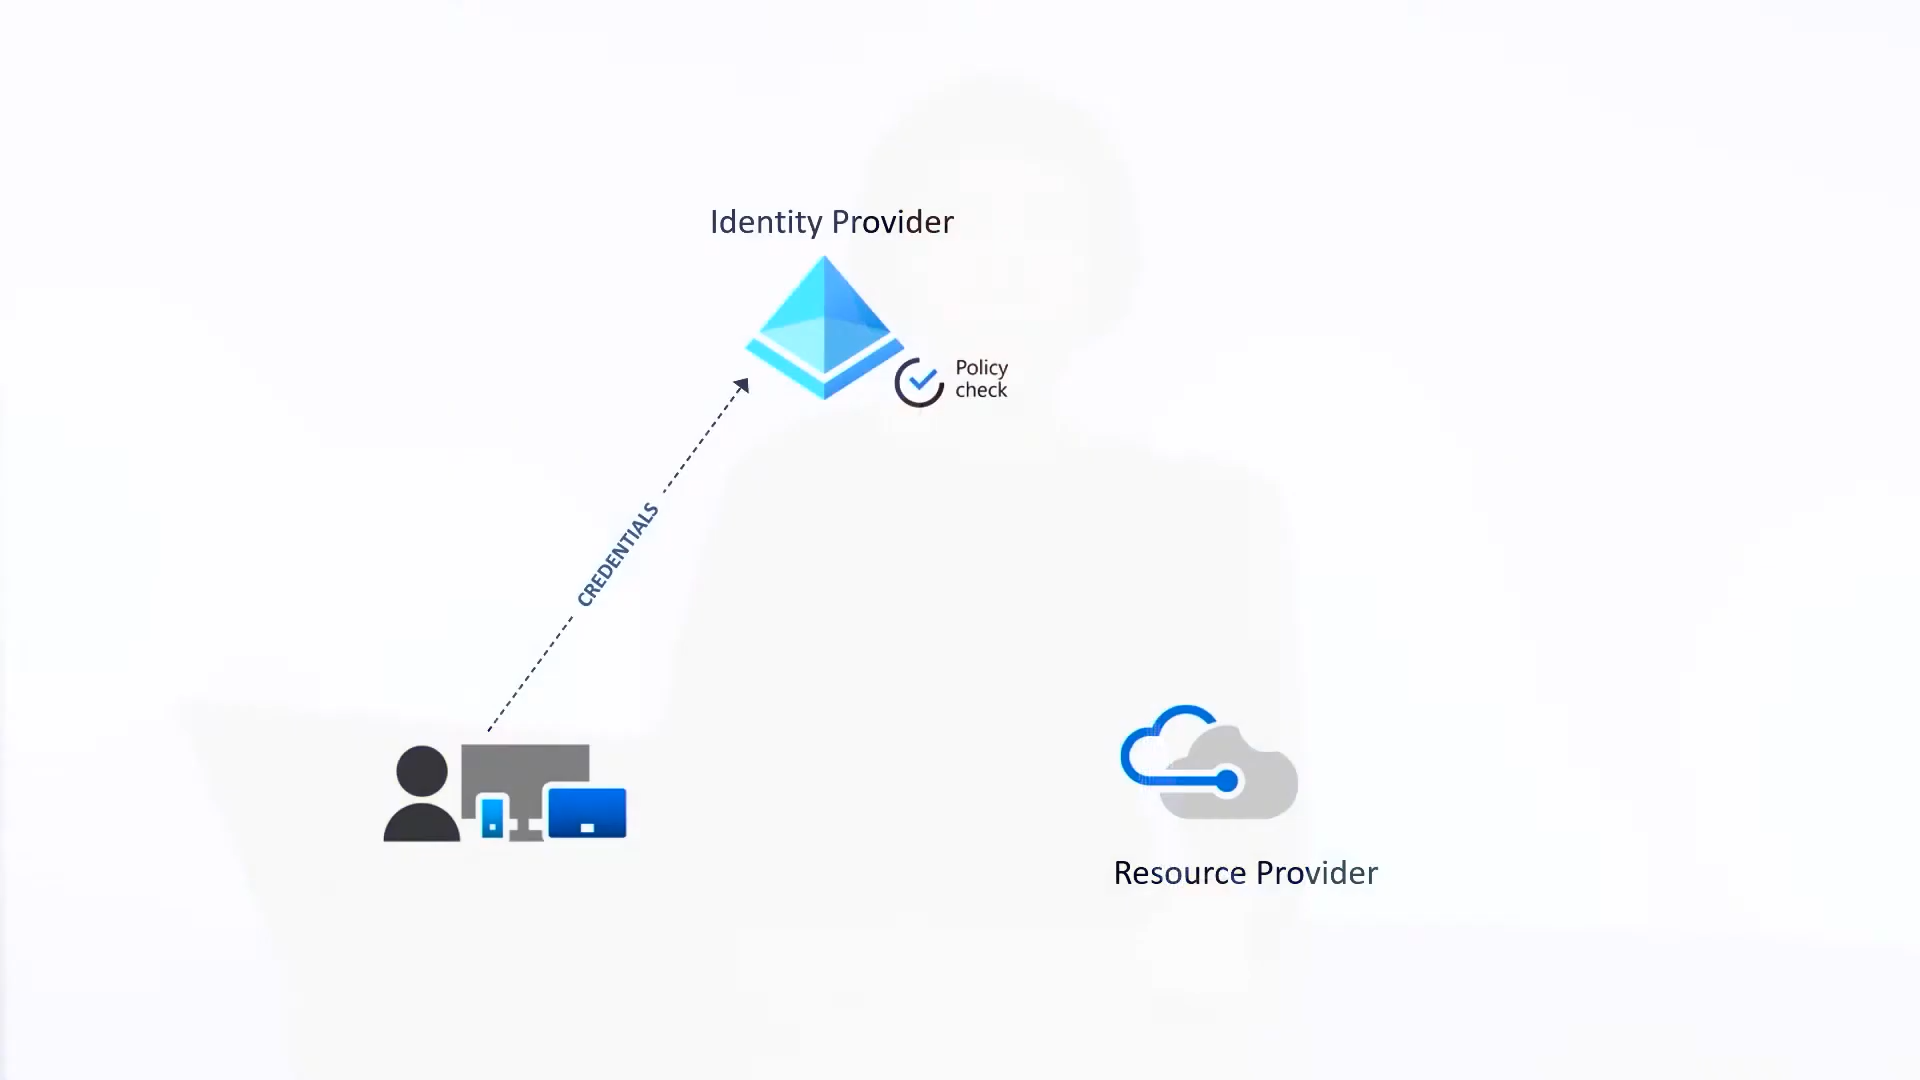 Identity Provider
Policy
check
CREDENTIALS
Resource Provider